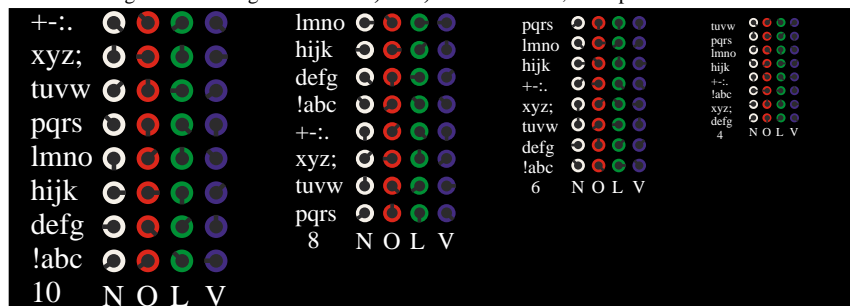 +-:.
xyz;
tuvw
pqrs
lmno
hijk
defg
!abc
10 N O L V
lmno
hijk
defg
!abc
+-:.
xyz;
tuvw
pqrs
8 N O L V
pqrs
lmno
hijk
+-:.
xyz;
tuvw
defg
!abc
6 N O L V
tuvw
pqrs
lmno
hijk
+-:.
!abc
xyz;
defg
4 N O L V